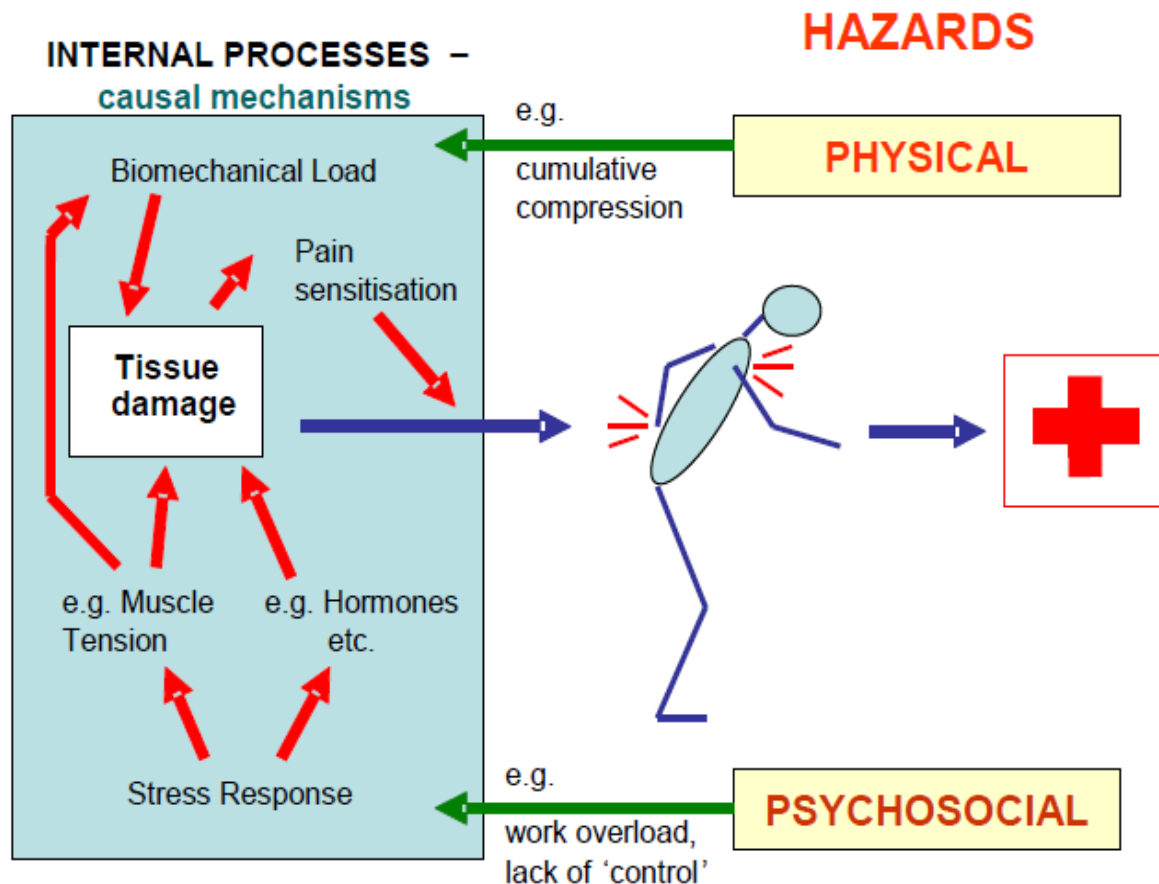 HAZARDS
INTERNAL PROCESSES –
causal mechanisms
e.g.
cumulative
compression
PHYSICAL
Biomechanical Load
Pain
sensitisation
Tissue
damage
e.g. Muscle
Tension
e.g. Hormones
etc.
Stress Response
e.g.
work overload,
lack of ‘control’
PSYCHOSOCIAL